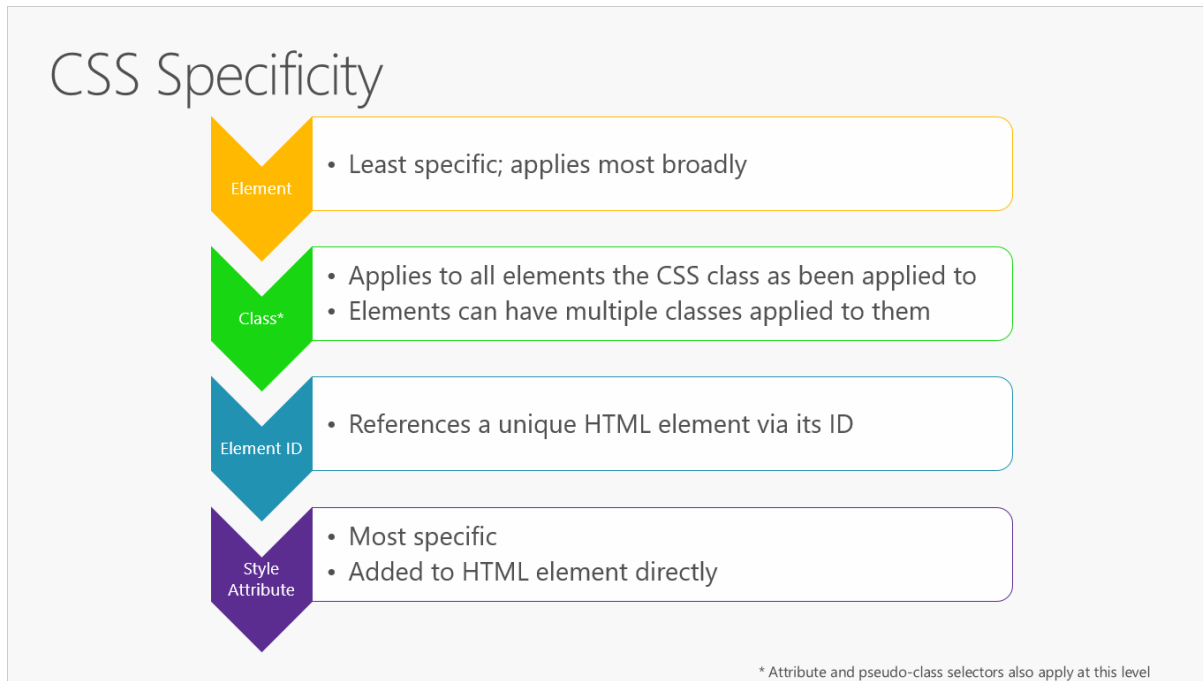 CSS Specificity
Element
• Least specific; applies most broadly
Class*
• Applies to all elements the CSS class as been applied to
• Elements can have multiple classes applied to them
Element ID
• References a unique HTML element via its ID
Style
Attribute
• Most specific
• Added to HTML element directly
* Attribute and pseudo-class selectors also apply at this level